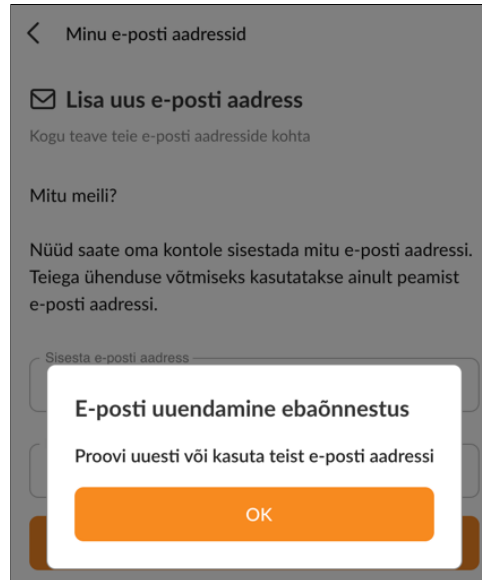 Minu e-posti aadressid
Lisa uus e-posti aadress
Kogu teave teie e-posti aadresside kohta
Mitu meili?
Nüüd saate oma kontole sisestada mitu e-posti aadressi.
Teiega ühenduse võtmiseks kasutatakse ainult peamist
e-posti aadressi.
Sisesta e-posti aadress
E-posti uuendamine ebaõnnestus
Proovi uuesti või kasuta teist e-posti aadressi
OK